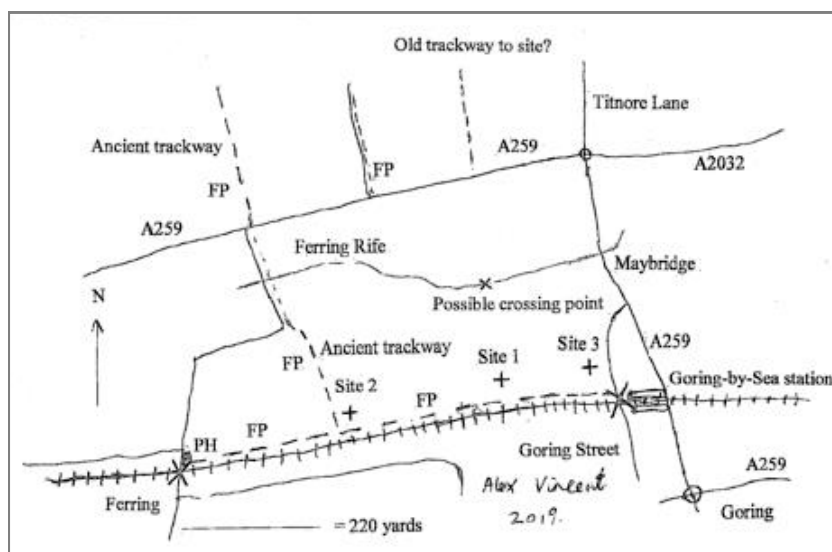 Old trackway to site?
Titnore Lane
Ancient trackway
A259
A2032
FP
FP
A259
Ferring Rife
Maybridge
N
Possible crossing point
A259
Ancient trackway
FP
Site 1
Site 3
Site 2
Goring-by-Sea station
FP
FP
PH
Goring Street
A259
Ferring
Alex Vincent
2019.
Goring
= 220 yards